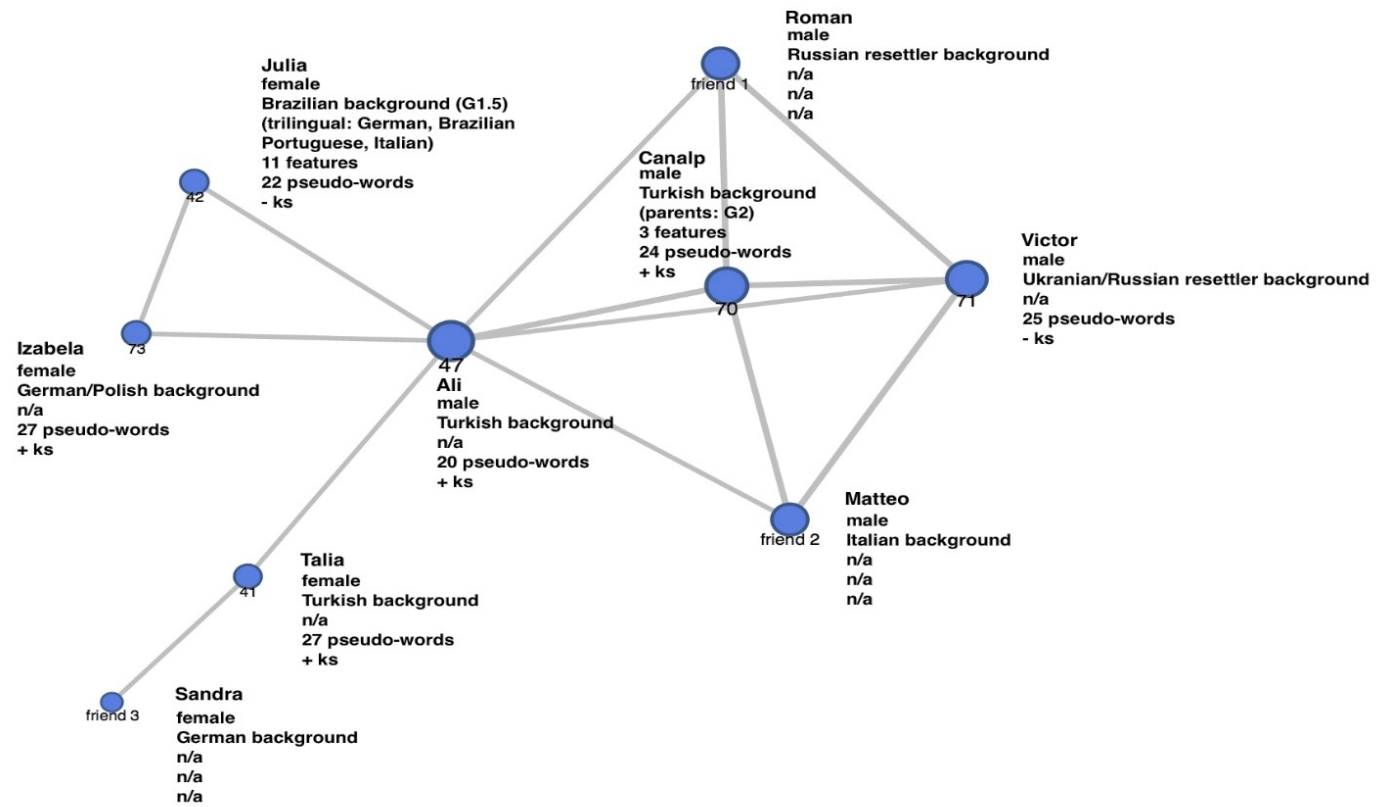 Roman
male
Russian resettler background
n/a
n/a
n/a
friend 1
Julia
female
Brazilian background (G1.5)
(trilingual: German, Brazilian
Portuguese, Italian)
11 features
22 pseudo-words
- ks
42
Canalp
male
Turkish background
(parents: G2)
3 features
24 pseudo-words
+ ks
70
Victor
male
Ukranian/Russian resettler background
n/a
25 pseudo-words
- ks
71
73
Izabela
female
German/Polish background
n/a
27 pseudo-words
+ ks
47
Ali
male
Turkish background
n/a
20 pseudo-words
+ ks
Matteo
male
Italian background
n/a
n/a
n/a
friend 2
Talia
female
Turkish background
n/a
27 pseudo-words
+ ks
41
Sandra
female
German background
n/a
n/a
n/a
friend 3